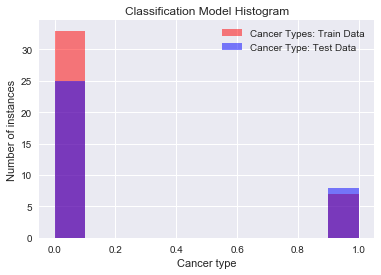 Classification Model Histogram
Cancer Types: Train Data
Cancer Type: Test Data
Number of instances
30
25
20
15
10
5
0
0.0 0.2 0.4 0.6 0.8 1.0
Cancer type